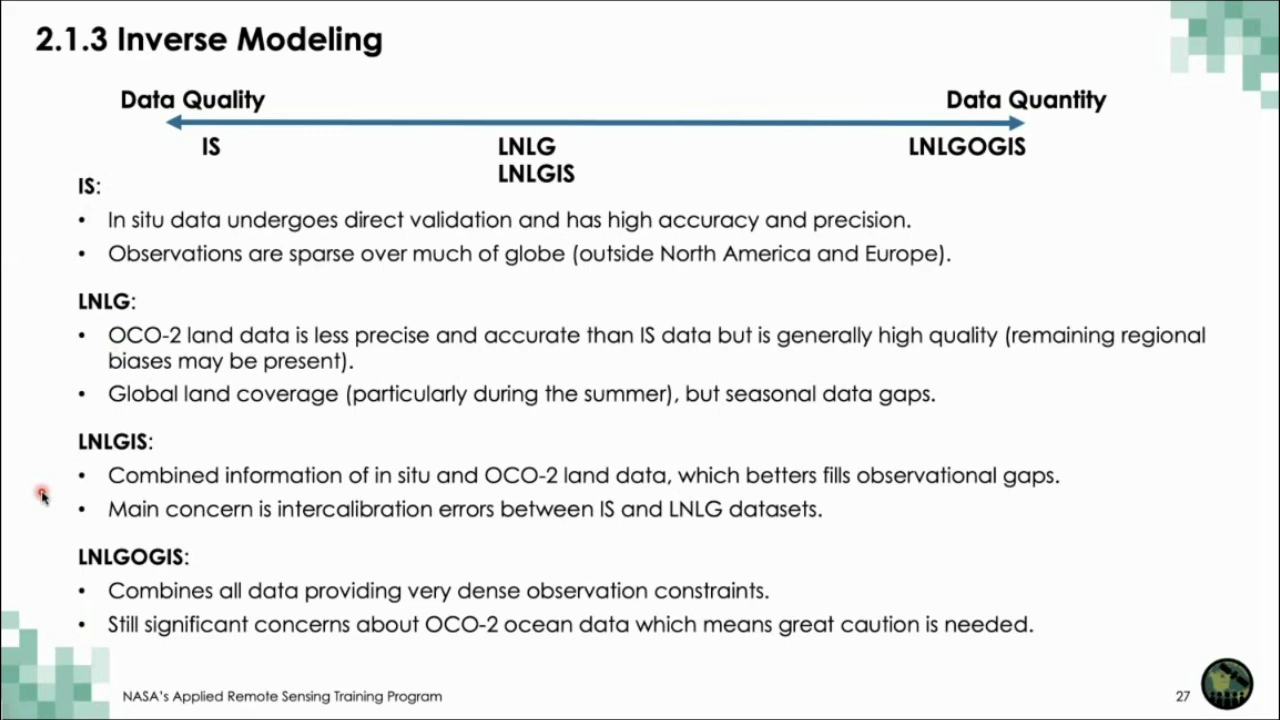 2.1.3 Inverse Modeling
Data Quality Data Quantity
IS LNLG LNLGOGIS
LNLGIS
IS:
• In situ data undergoes direct validation and has high accuracy and precision.
• Observations are sparse over much of globe (outside North America and Europe).
LNLG:
• OCO-2 land data is less precise and accurate than IS data but is generally high quality (remaining regional
biases may be present).
• Global land coverage (particularly during the summer), but seasonal data gaps.
LNLGIS:
• Combined information of in situ and OCO-2 land data, which betters fills observational gaps.
• Main concern is intercalibration errors between IS and LNLG datasets.
LNLGOGIS:
• Combines all data providing very dense observation constraints.
• Still significant concerns about OCO-2 ocean data which means great caution is needed.
NASA's Applied Remote Sensing Training Program 27